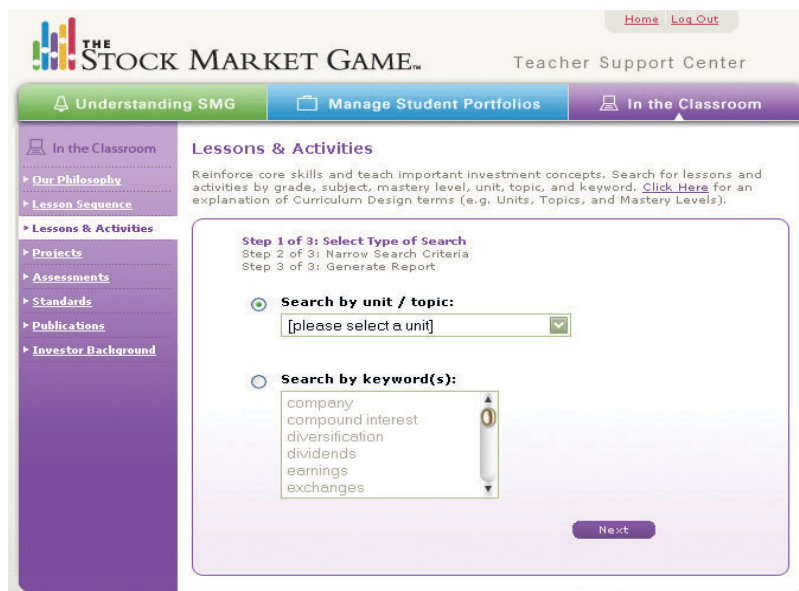 Home Log Out
THE
STOCK MARKET GAME™
Teacher Support Center
Understanding SMG
Manage Student Portfolios
In the Classroom
In the Classroom
Our Philosophy
Lesson Sequence
Lessons & Activities
Projects
Assessments
Standards
Publications
Investor Background
Lessons & Activities
Reinforce core skills and teach important investment concepts. Search for lessons and
activities by grade, subject, mastery level, unit, topic, and keyword. Click Here for an
explanation of Curriculum Design terms (e.g. Units, Topics, and Mastery Levels).
Step 1 of 3: Select Type of Search
Step 2 of 3: Narrow Search Criteria
Step 3 of 3: Generate Report
Search by unit / topic:
[please select a unit]
Search by keyword(s):
company
compound interest
diversification
dividends
earnings
exchanges
Next